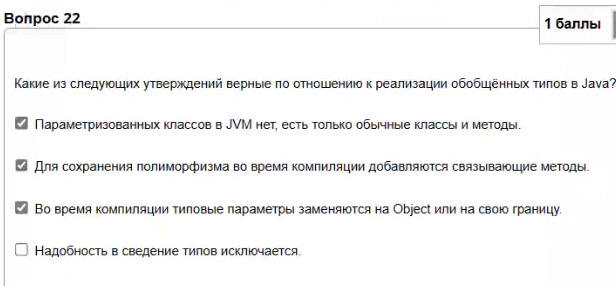 Вопрос 22
1 баллы
Какие из следующих утверждений верные по отношению к реализации обобщённых типов в Java?
Параметризованных классов в JVM нет, есть только обычные классы и методы.
Для сохранения полиморфизма во время компиляции добавляются связывающие методы.
Во время компиляции типовые параметры заменяются на Object или на свою границу.
Надобность в сведение типов исключается.